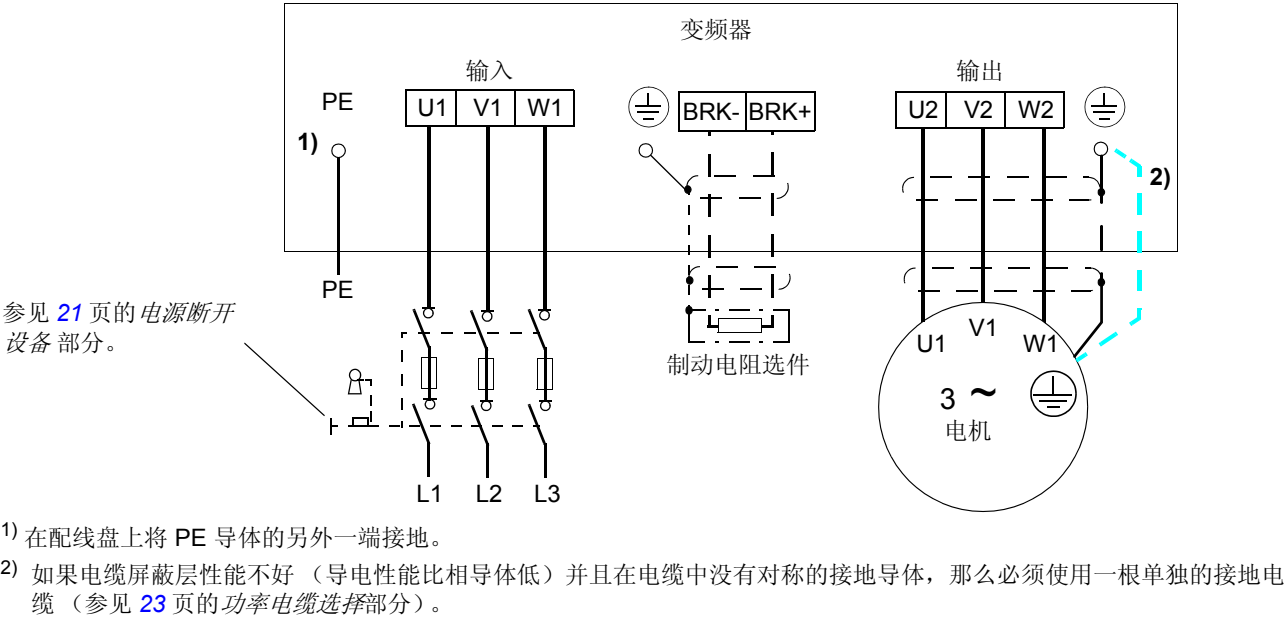 变频器
输入
输出
PE
U1 V1 W1
BRK- BRK+
U2 V2 W2
1)
2)
PE
参见 21 页的电源断开
设备 部分。
U1 V1 W1
制动电阻选件
3 ~
电机
L1 L2 L3
1) 在配线盘上将 PE 导体的另外一端接地。
2) 如果电缆屏蔽层性能不好 （导电性能比相导体低）并且在电缆中没有对称的接地导体，那么必须使用一根单独的接地电
缆 （参见 23 页的功率电缆选择部分）。